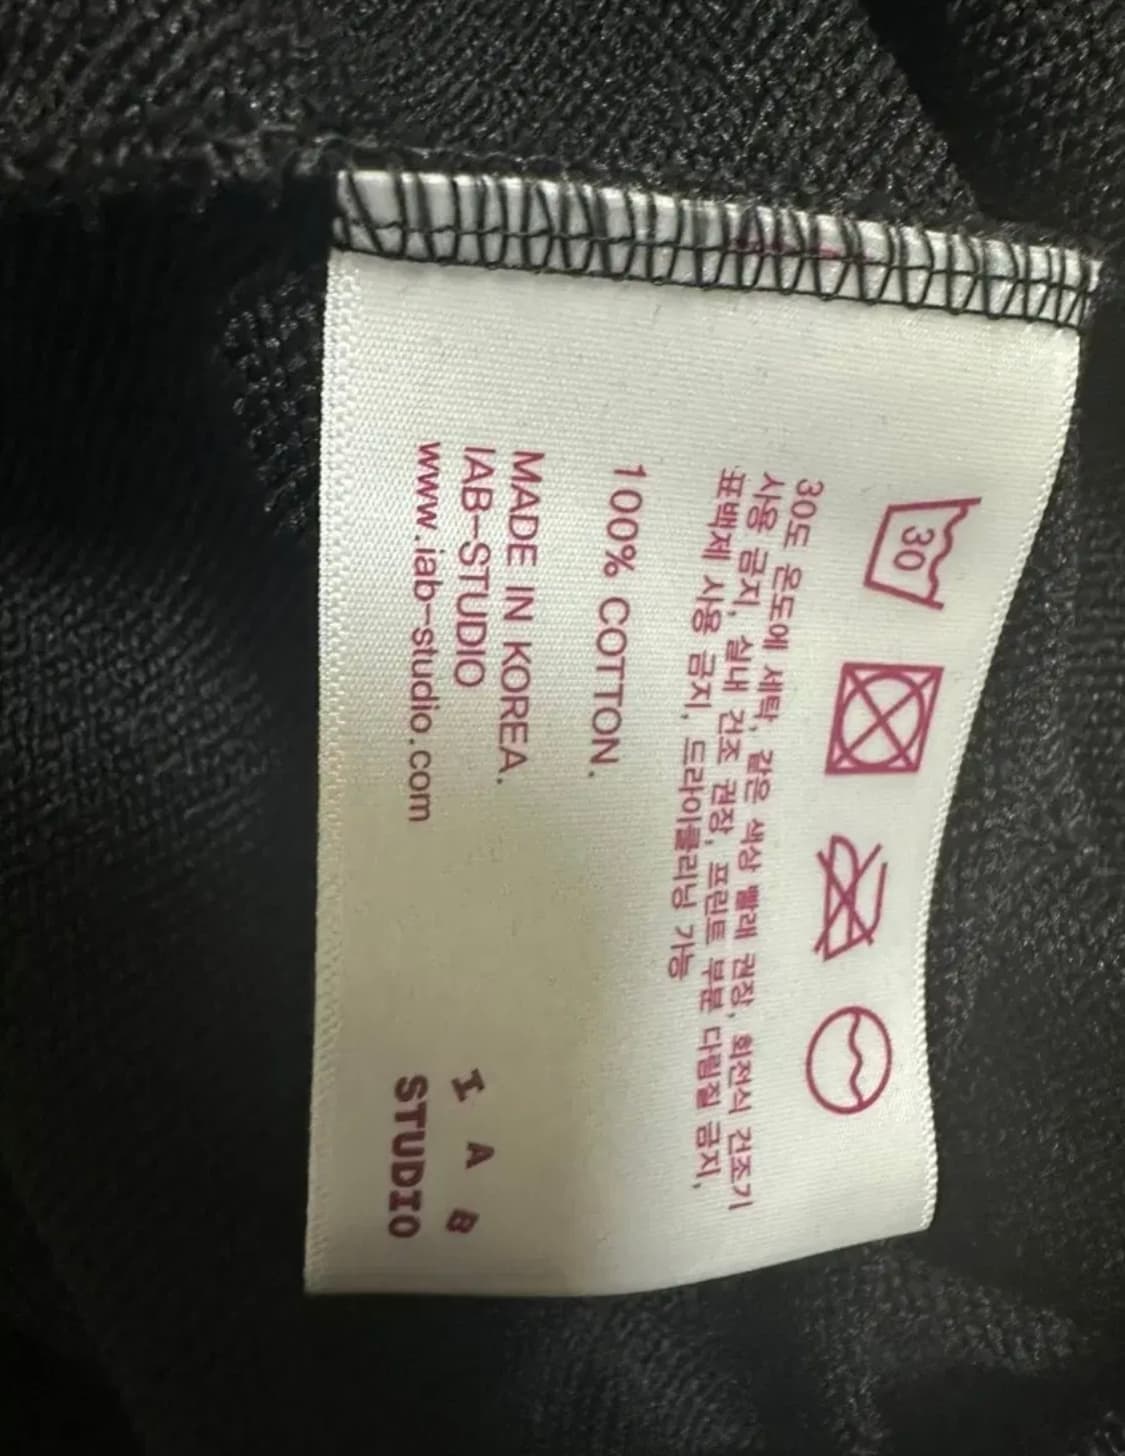 30
30도 온도에 세탁, 같은 색상 빨래 권장, 회전식 건조기
사용 금지, 실내 건조 권장, 프린트 부분 다림질 금지,
표백제 사용 금지, 드라이클리닝 가능
100% COTTON.
MADE IN KOREA.
IAB-STUDIO
www.iab-studio.com
I A B
STUDIO